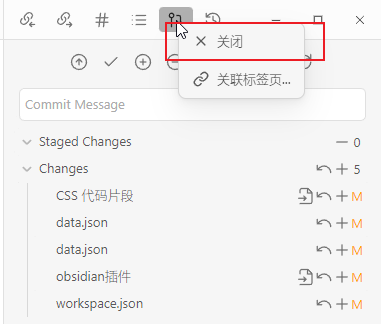 关闭
关联标签页...
Commit Message
Staged Changes 0
Changes 5
CSS 代码片段 M
data.json M
data.json M
obsidian插件 M
workspace.json M